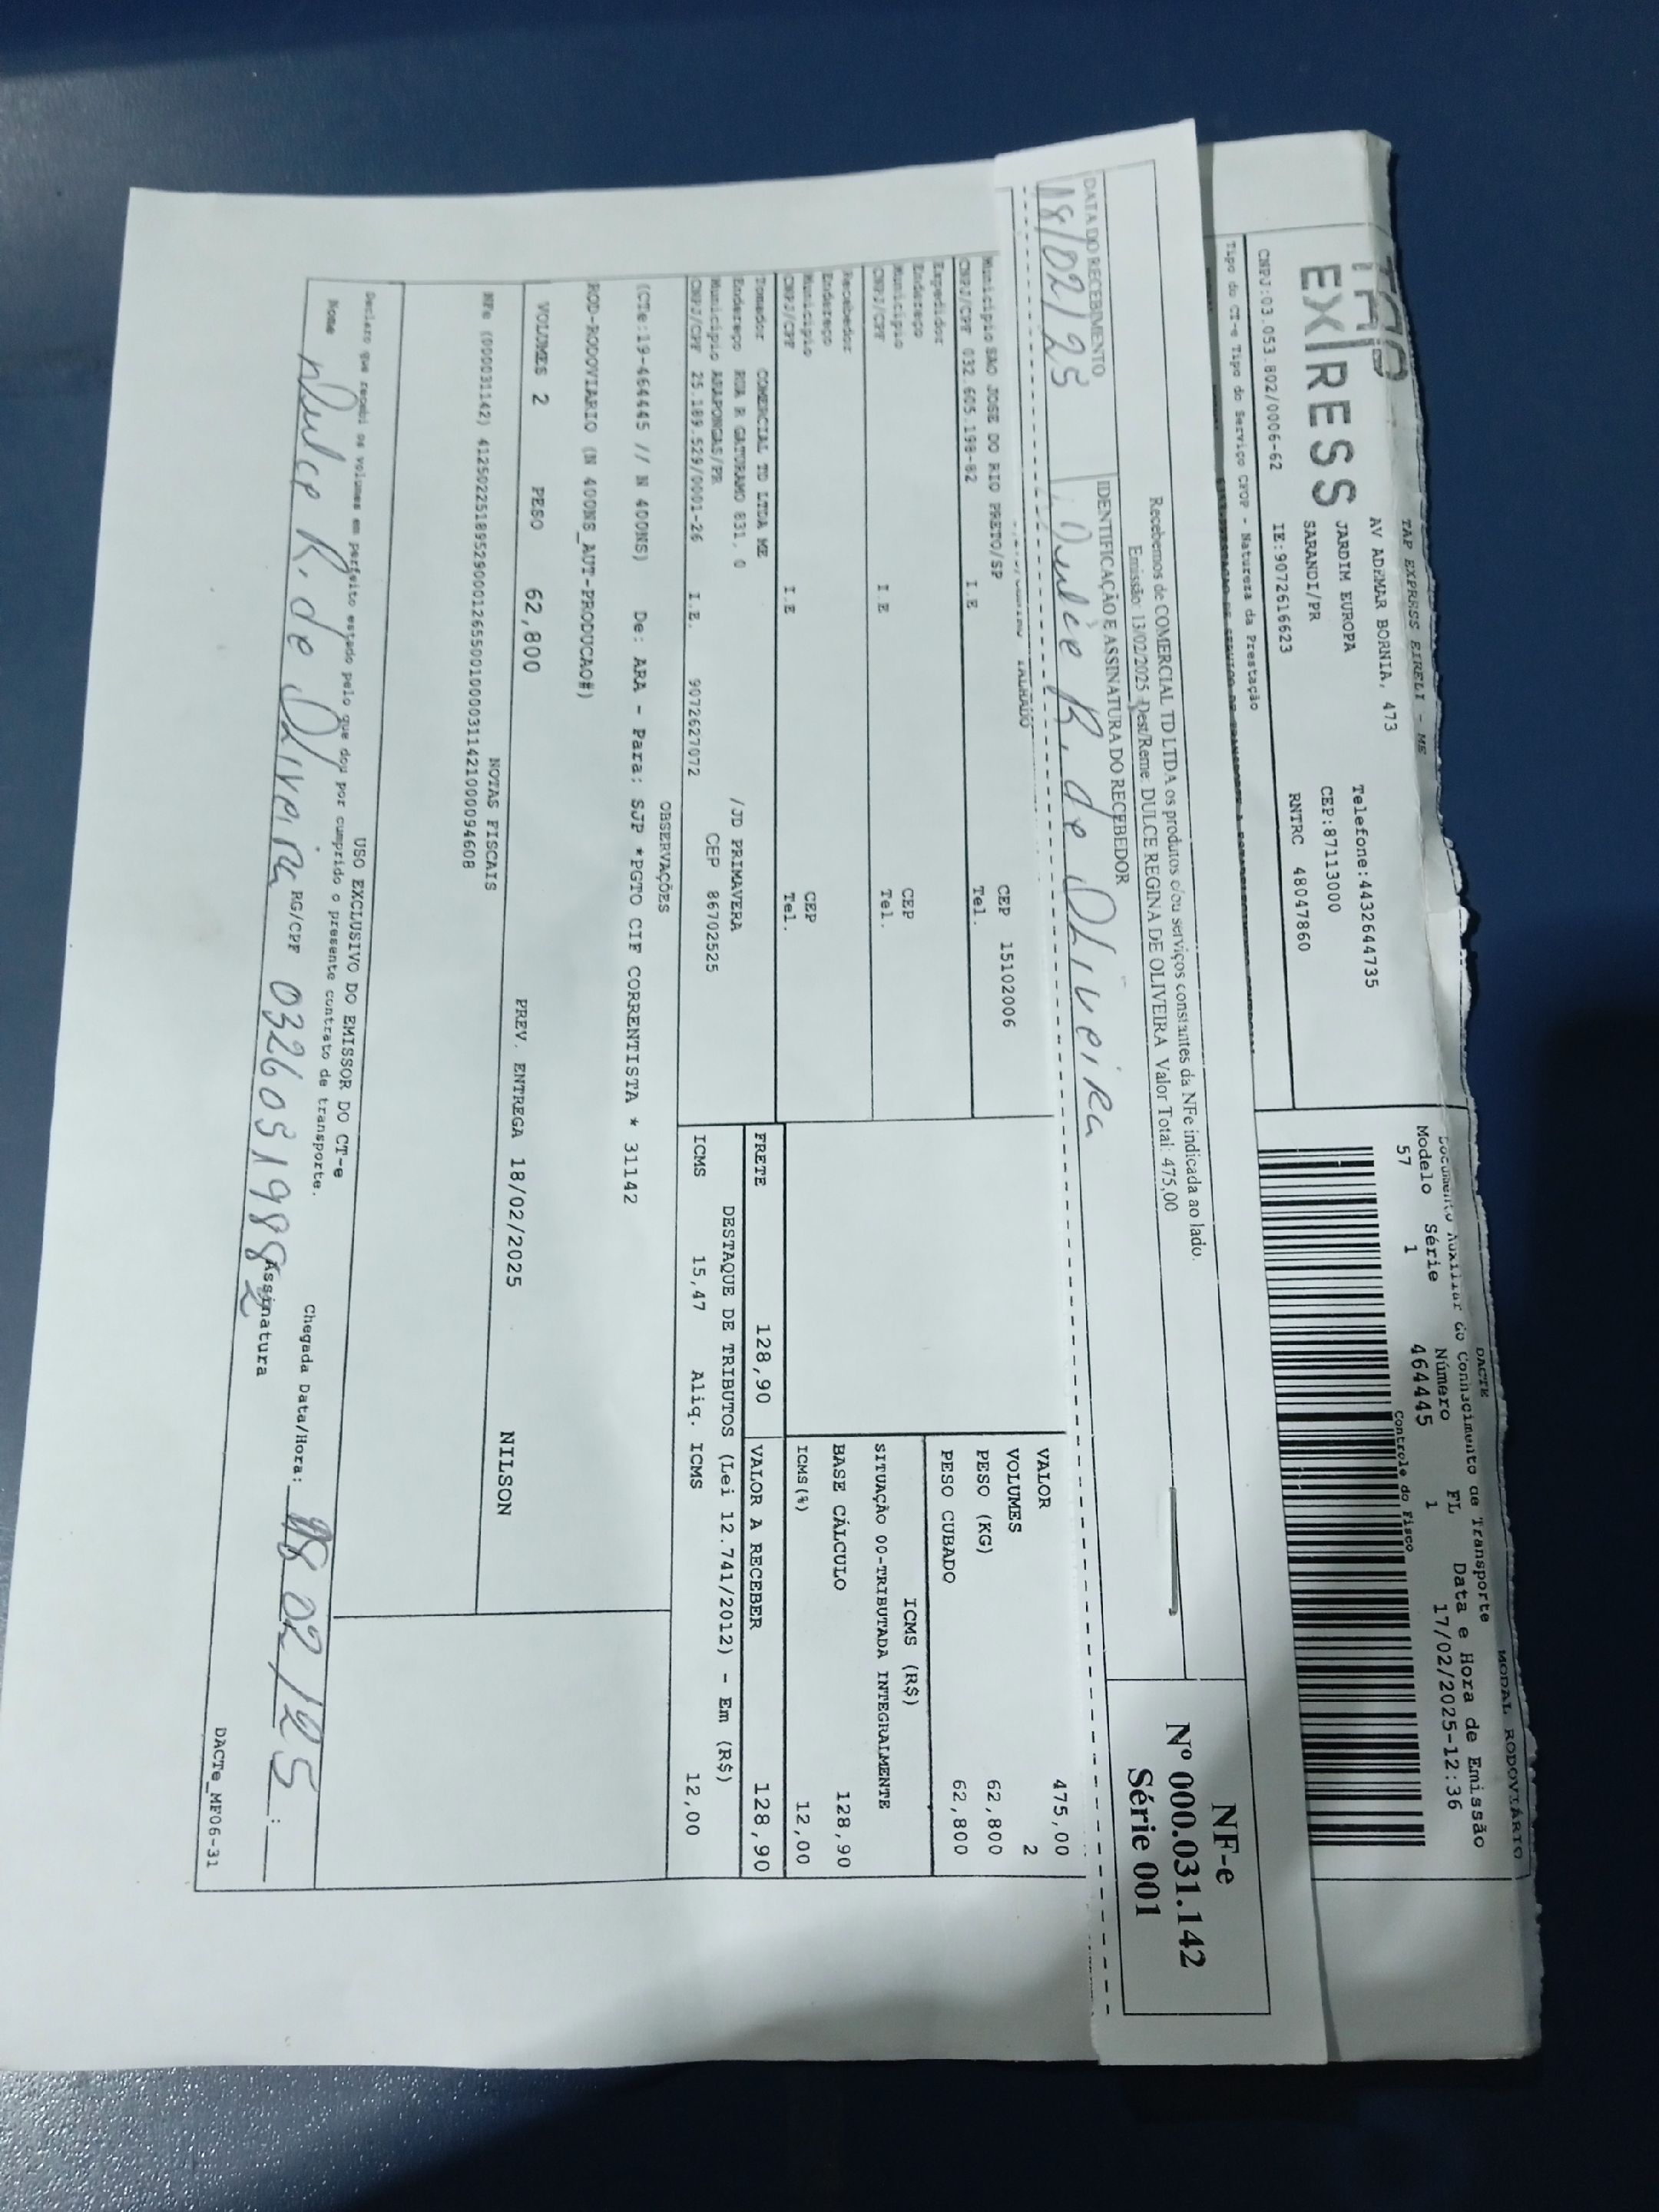 TAP
EXPRESS
TAP EXPRESS EIRELI - ME
AV ADEMAR BORNIA, 473
JARDIM EUROPA
SARANDI/PR
Telefone:4432644735
CEP:87113000
CNPJ:03.053.802/0006-62 IE:9072616623 RNTRC 48047860
Tipo do CT-e Tipo do Serviço CFOP - Natureza da Prestação
DACTE
Documento Auxiliar do Conhecimento de Transporte
MODAL RODOVIÁRIO
Modelo Série Número FL Data e Hora de Emissão
57 1 464445 1 17/02/2025-12:36
Controle do Fisco
Recebemos de COMERCIAL TD LTDA os produtos e/ou serviços constantes da NFe indicada ao lado.
Emissão: 13/02/2025 Dest/Reme: DULCE REGINA DE OLIVEIRA Valor Total: 475,00
DATA DO RECEBIMENTO IDENTIFICAÇÃO E ASSINATURA DO RECEBEDOR
18/02/25 Dulce R. de Oliveira
NF-e
Nº 000.031.142
Série 001
Município SAO JOSE DO RIO PRETO/SP CEP 15102006
CNPJ/CPF 032.605.198-82 I.E Tel.
Expedidor
Endereço
Município CEP
CNPJ/CPF I.E Tel.
Recebedor
Endereço
Município CEP
CNPJ/CPF I.E Tel.
VALOR 475,00
VOLUMES 2
PESO (KG) 62,800
PESO CUBADO 62,800
ICMS (R$)
SITUAÇÃO 00-TRIBUTADA INTEGRALMENTE
BASE CÁLCULO 128,90
ICMS(%) 12,00
Tomador COMERCIAL TD LTDA ME
Endereço RUA R GATURAMO 831, 0 /JD PRIMAVERA
Município ARAPONGAS/PR CEP 86702525
CNPJ/CPF 25.189.529/0001-26 I.E. 9072627072
FRETE 128,90 VALOR A RECEBER 128,90
DESTAQUE DE TRIBUTOS (Lei 12.741/2012) - Em (R$)
ICMS 15,47 Aliq. ICMS 12,00
OBSERVAÇÕES
(CTe:19-464445 // N 400NS) De: ARA - Para: SJP *PGTO CIF CORRENTISTA * 31142
ROD-RODOVIARIO (N 400NS_AUT-PRODUCAO#)
VOLUMES 2 PESO 62,800 PREV. ENTREGA 18/02/2025 NILSON
NOTAS FISCAIS
NFe (00031142) 41250225189529000126550010000311421000094608
USO EXCLUSIVO DO EMISSOR DO CT-e
Declaro que recebi os volumes em perfeito estado pelo que dou por cumprido o presente contrato de transporte.
Nome Dulce R. de Oliveira RG/CPF 03260519882 Assinatura
Chegada Data/Hora: 18/02/25 :
DACTe_MF06-31